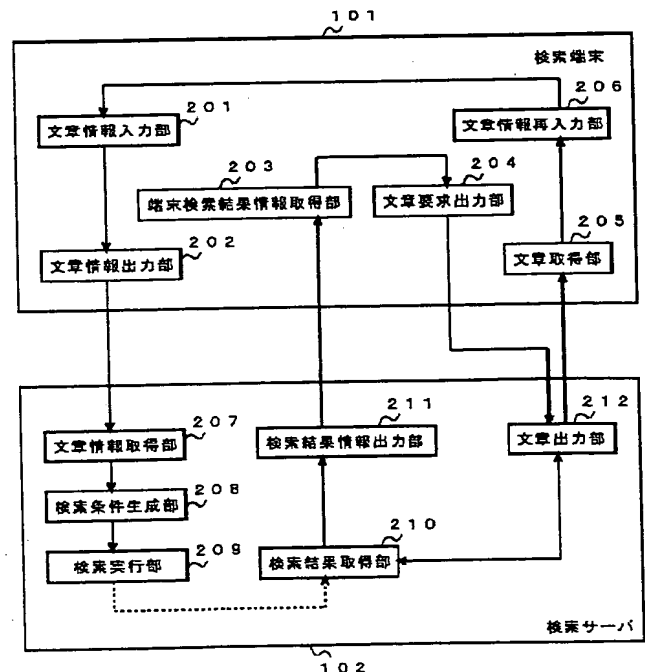 101
検索端末
201
文章情報入力部
206
文章情報再入力部
203
端末検索結果情報取得部
204
文章要求出力部
202
文章情報出力部
205
文章取得部
207
文章情報取得部
211
検索結果情報出力部
212
文章出力部
208
検索条件生成部
209
検索実行部
210
検索結果取得部
検索サーバ
102